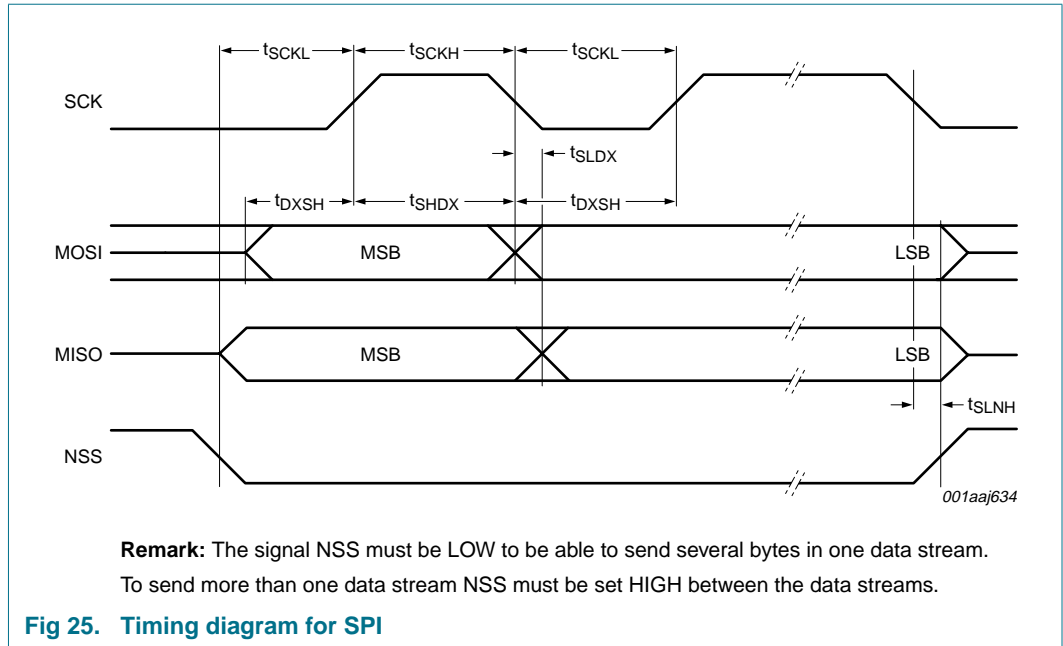 tSCKL tSCKH tSCKL
SCK
tSLDX
tDXSH tSHDX tDXSH
MOSI MSB LSB
MISO MSB LSB
tSLNH
NSS
001aaj634
Remark: The signal NSS must be LOW to be able to send several bytes in one data stream.
To send more than one data stream NSS must be set HIGH between the data streams.
Fig 25. Timing diagram for SPI